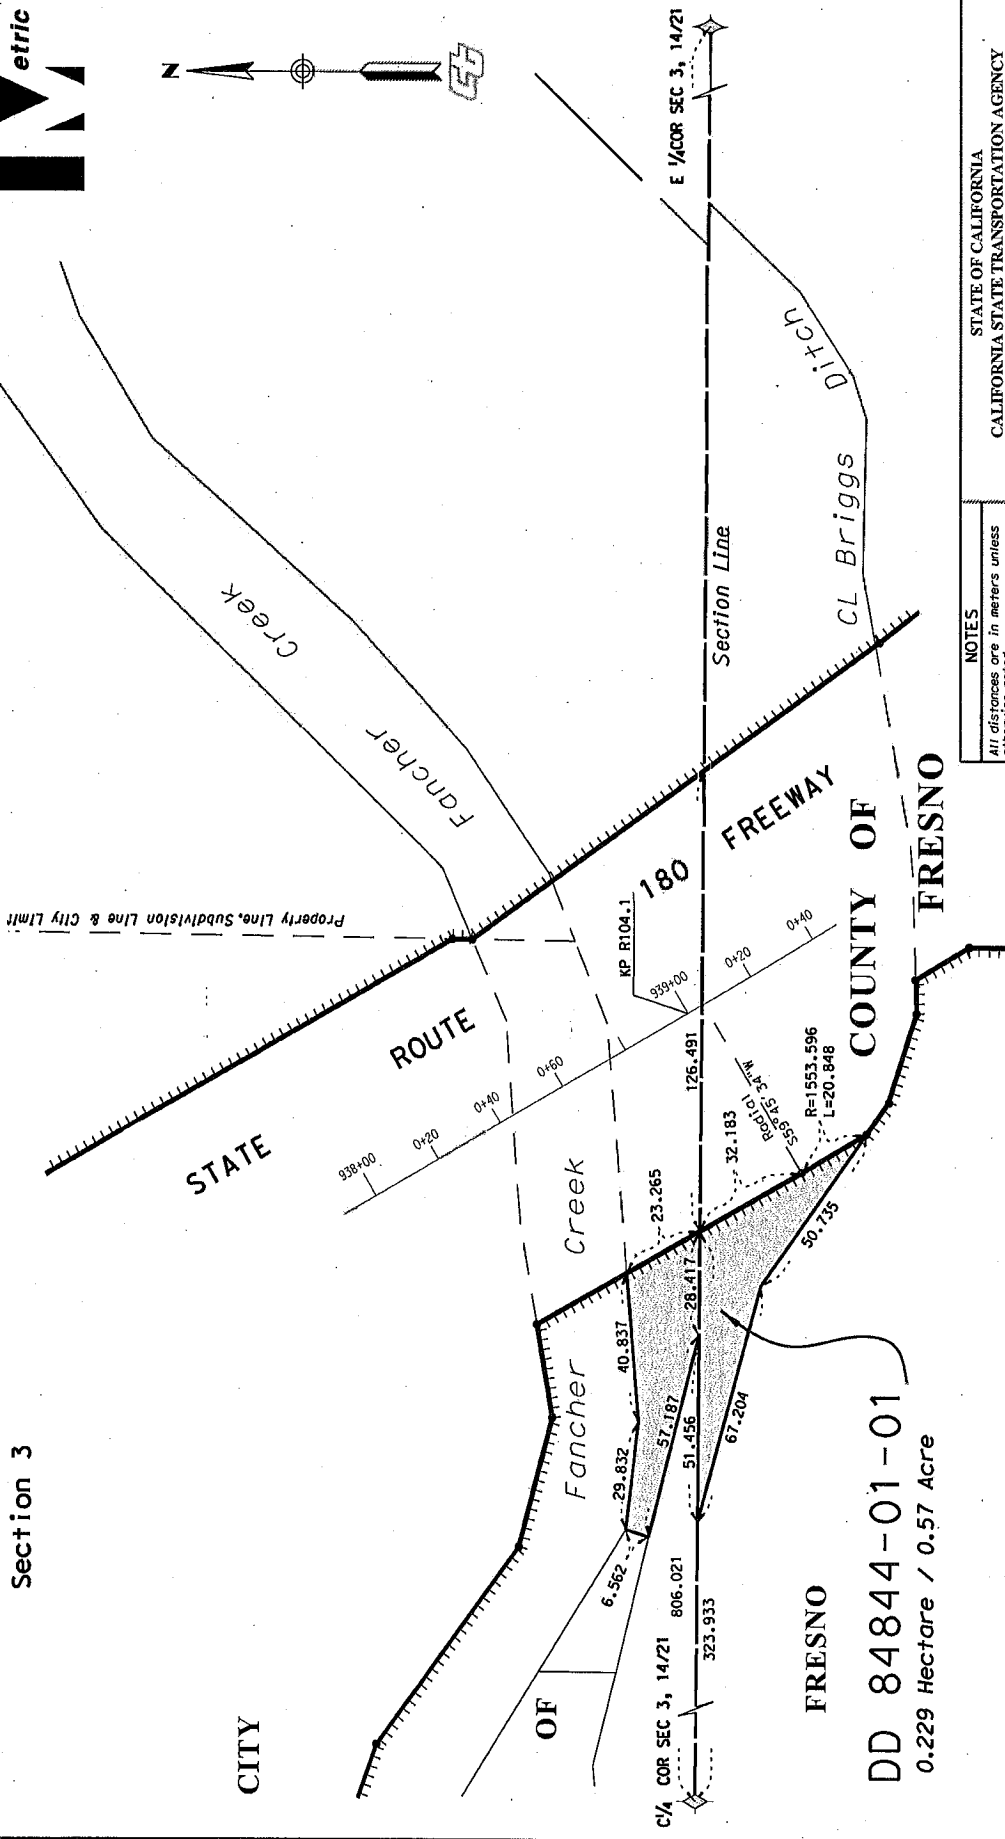 Section 3
M
etric
N
CITY
OF
FRESNO
COUNTY OF
FRESNO
STATE
ROUTE
180
FREEWAY
Property Line, Subdivision Line & City Limit
Fancher
Creek
Fancher
Creek
938+00
0+20
0+40
0+60
939+00
0+20
0+40
KP R104.1
Section Line
CL Briggs
Ditch
E 1/4COR SEC 3, 14/21
C1/4 COR SEC 3, 14/21
126.491
32.183
Radial
S59°45'34"W
R=1553.596
L=20.848
23.265
28.417
40.837
29.832
57.187
51.456
67.204
50.735
6.562
806.021
323.933
DD 84844-01-01
0.229 Hectare / 0.57 Acre
NOTES
All distances are in meters unless
STATE OF CALIFORNIA
CALIFORNIA STATE TRANSPORTATION AGENCY